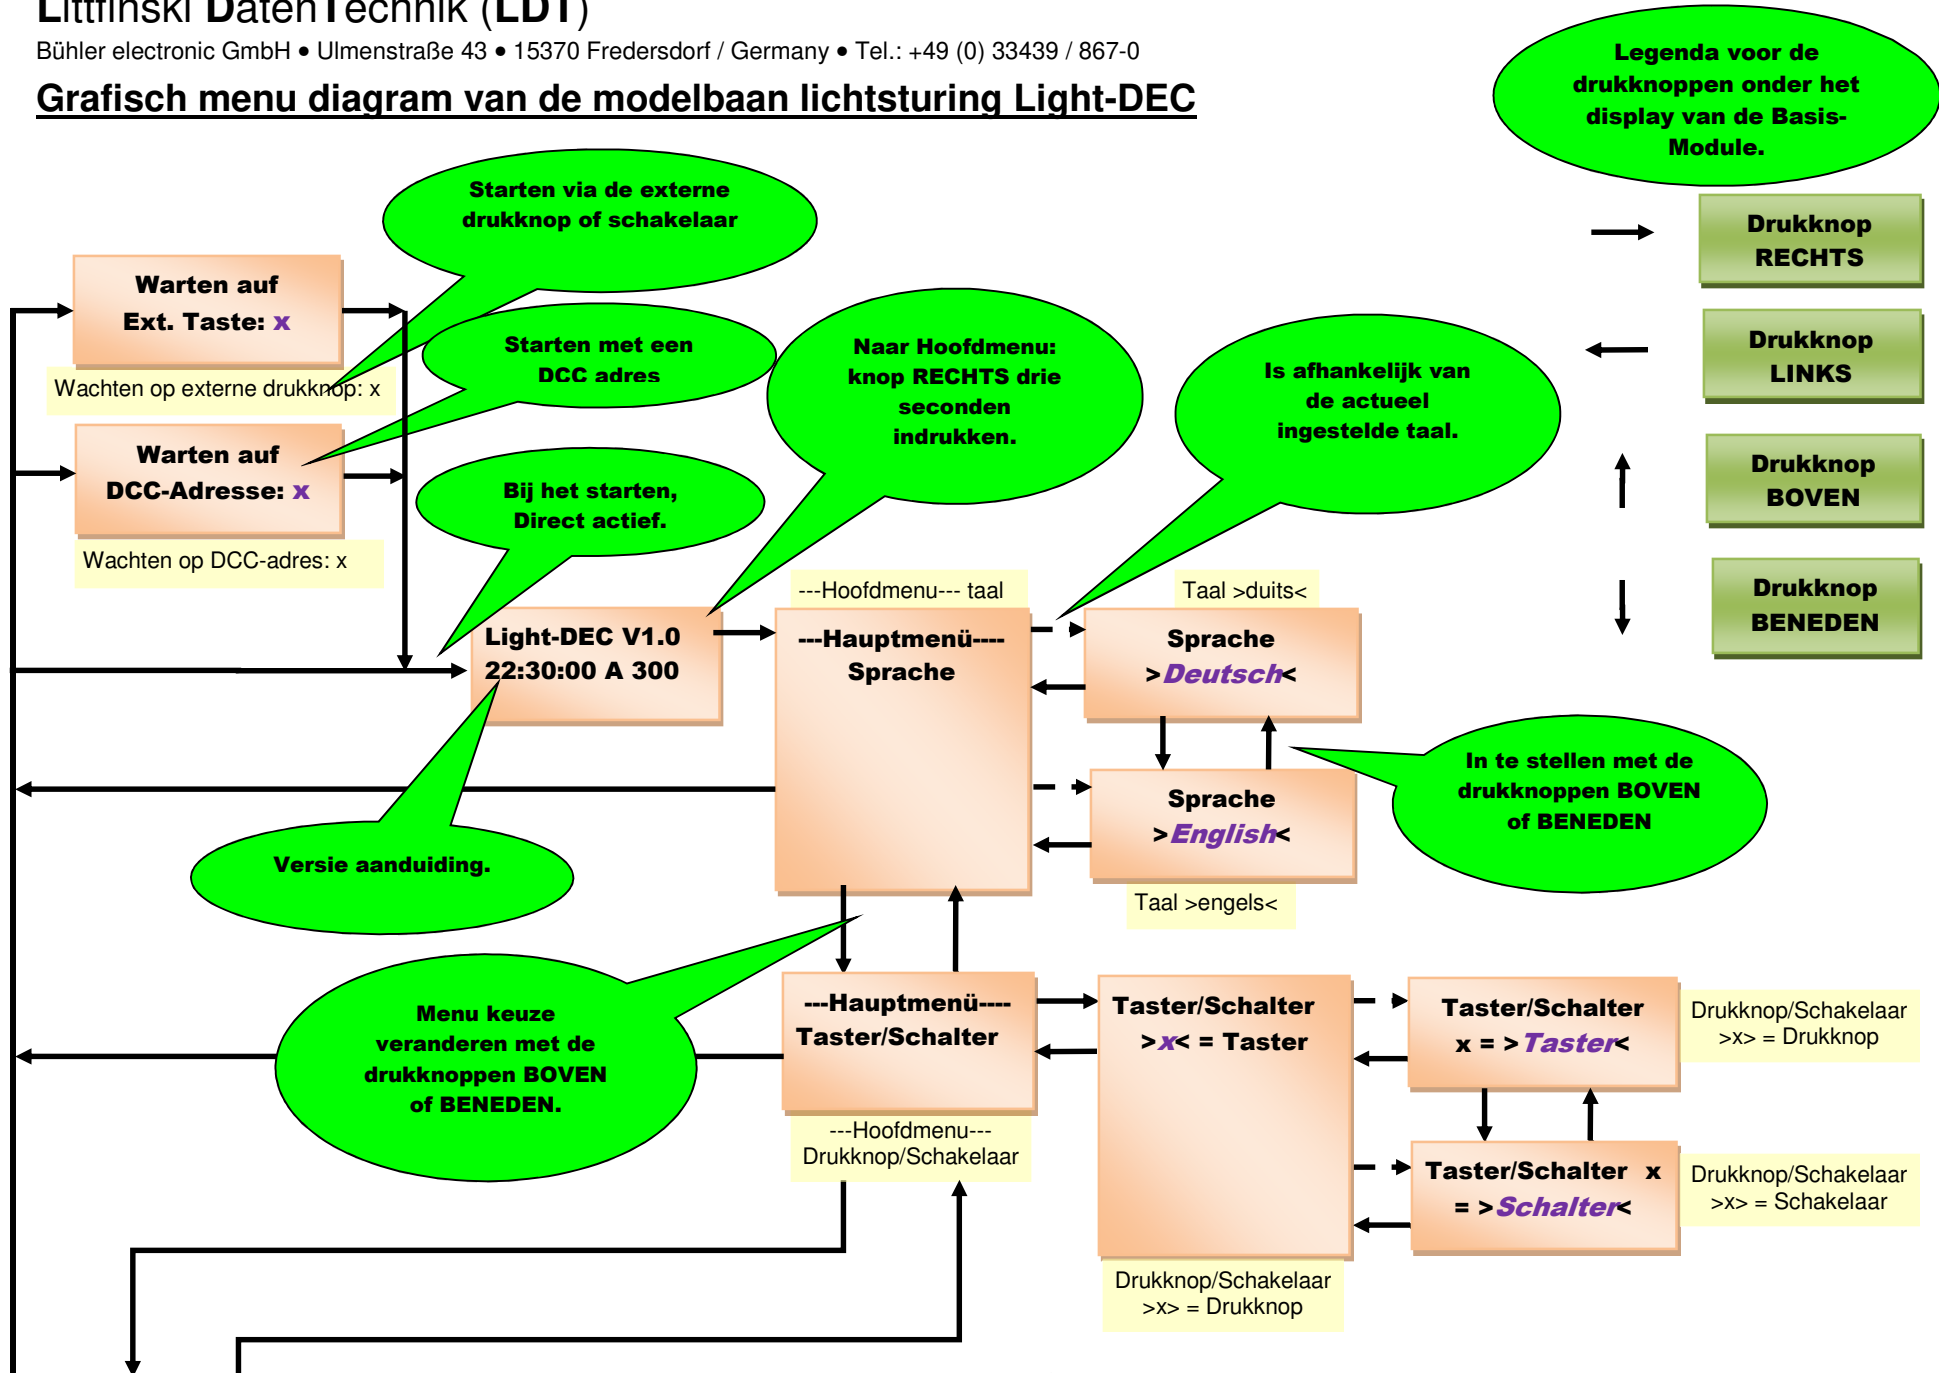 Littfinski DatenTechnik (LDT)
Bühler electronic GmbH • Ulmenstraße 43 • 15370 Fredersdorf / Germany • Tel.: +49 (0) 33439 / 867-0
Grafisch menu diagram van de modelbaan lichtsturing Light-DEC
Legenda voor de
drukknoppen onder het
display van de Basis-
Module.
Drukknop
RECHTS
Drukknop
LINKS
Drukknop
BOVEN
Drukknop
BENEDEN
Starten via de externe
drukknop of schakelaar
Warten auf
Ext. Taste: x
Wachten op externe drukknop: x
Starten met een
DCC adres
Warten auf
DCC-Adresse: x
Wachten op DCC-adres: x
Bij het starten,
Direct actief.
Naar Hoofdmenu:
knop RECHTS drie
seconden
indrukken.
Is afhankelijk van
de actueel
ingestelde taal.
Light-DEC V1.0
22:30:00 A 300
---Hoofdmenu--- taal
---Hauptmenü----
Sprache
Taal >duits<
Sprache
>Deutsch<
Sprache
>English<
Taal >engels<
In te stellen met de
drukknoppen BOVEN
of BENEDEN
Versie aanduiding.
Menu keuze
veranderen met de
drukknoppen BOVEN
of BENEDEN.
---Hauptmenü----
Taster/Schalter
---Hoofdmenu---
Drukknop/Schakelaar
Taster/Schalter
>x< = Taster
Drukknop/Schakelaar
>x> = Drukknop
Taster/Schalter
x = >Taster<
Drukknop/Schakelaar
>x> = Drukknop
Taster/Schalter x
= >Schalter<
Drukknop/Schakelaar
>x> = Schakelaar